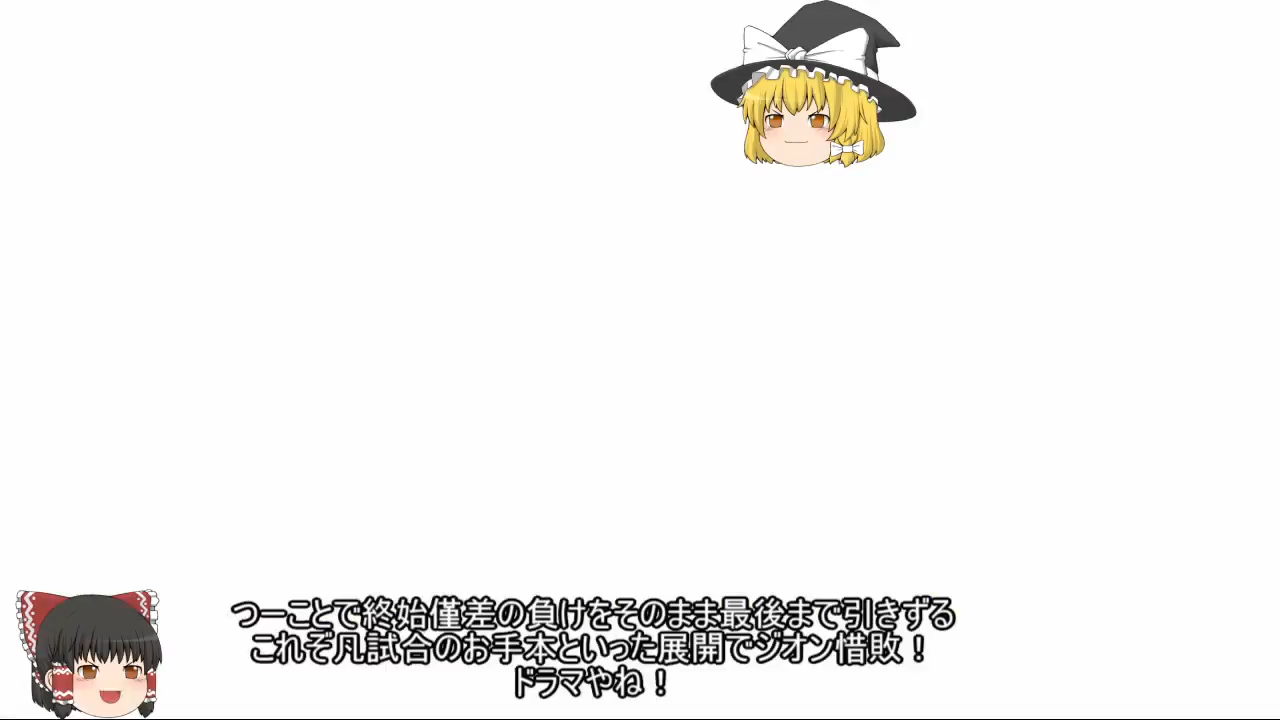 つーことで終始僅差の負けをそのまま最後まで引きずる
これぞ凡試合のお手本といった展開でジオン惜敗！
ドラマやね！